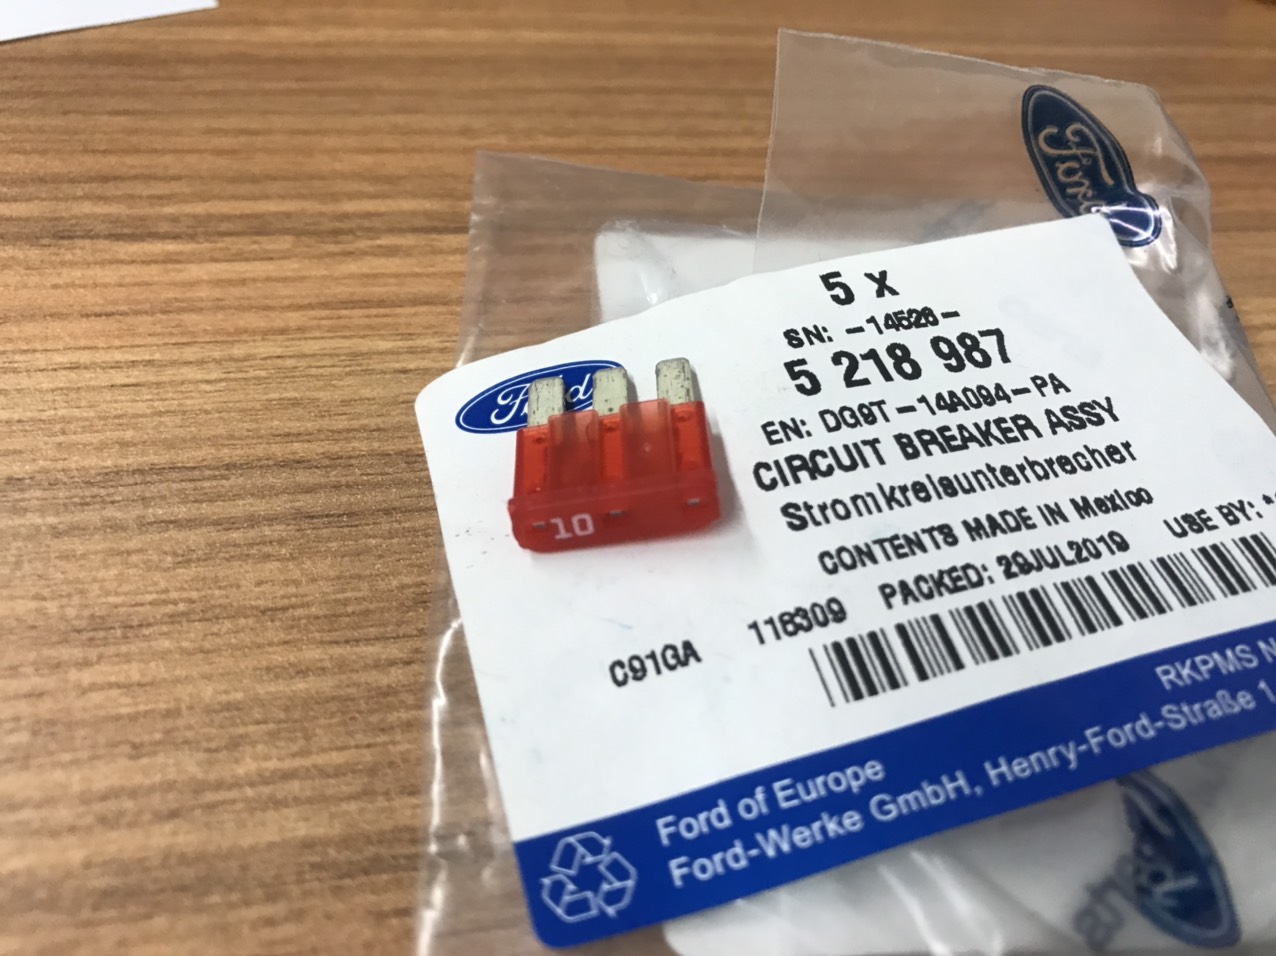 Ford
5 x
SN: -14526-
5 218 987
EN: DG9T-14A094-PA
CIRCUIT BREAKER ASSY
Stromkreisunterbrecher
CONTENTS MADE IN Mexico
PACKED: 29JUL2019 USE BY:
C91GA 116309
Ford
10
RKPMS N
Ford of Europe
Ford-Werke GmbH, Henry-Ford-Straße 1